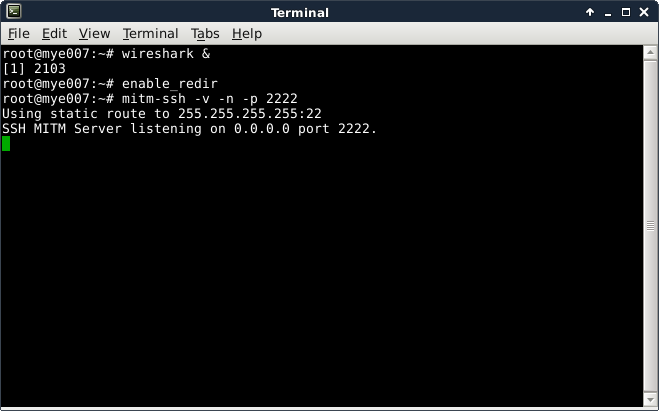 Terminal
File Edit View Terminal Tabs Help
root@mye007:~# wireshark &
[1] 2103
root@mye007:~# enable_redir
root@mye007:~# mitm-ssh -v -n -p 2222
Using static route to 255.255.255.255:22
SSH MITM Server listening on 0.0.0.0 port 2222.